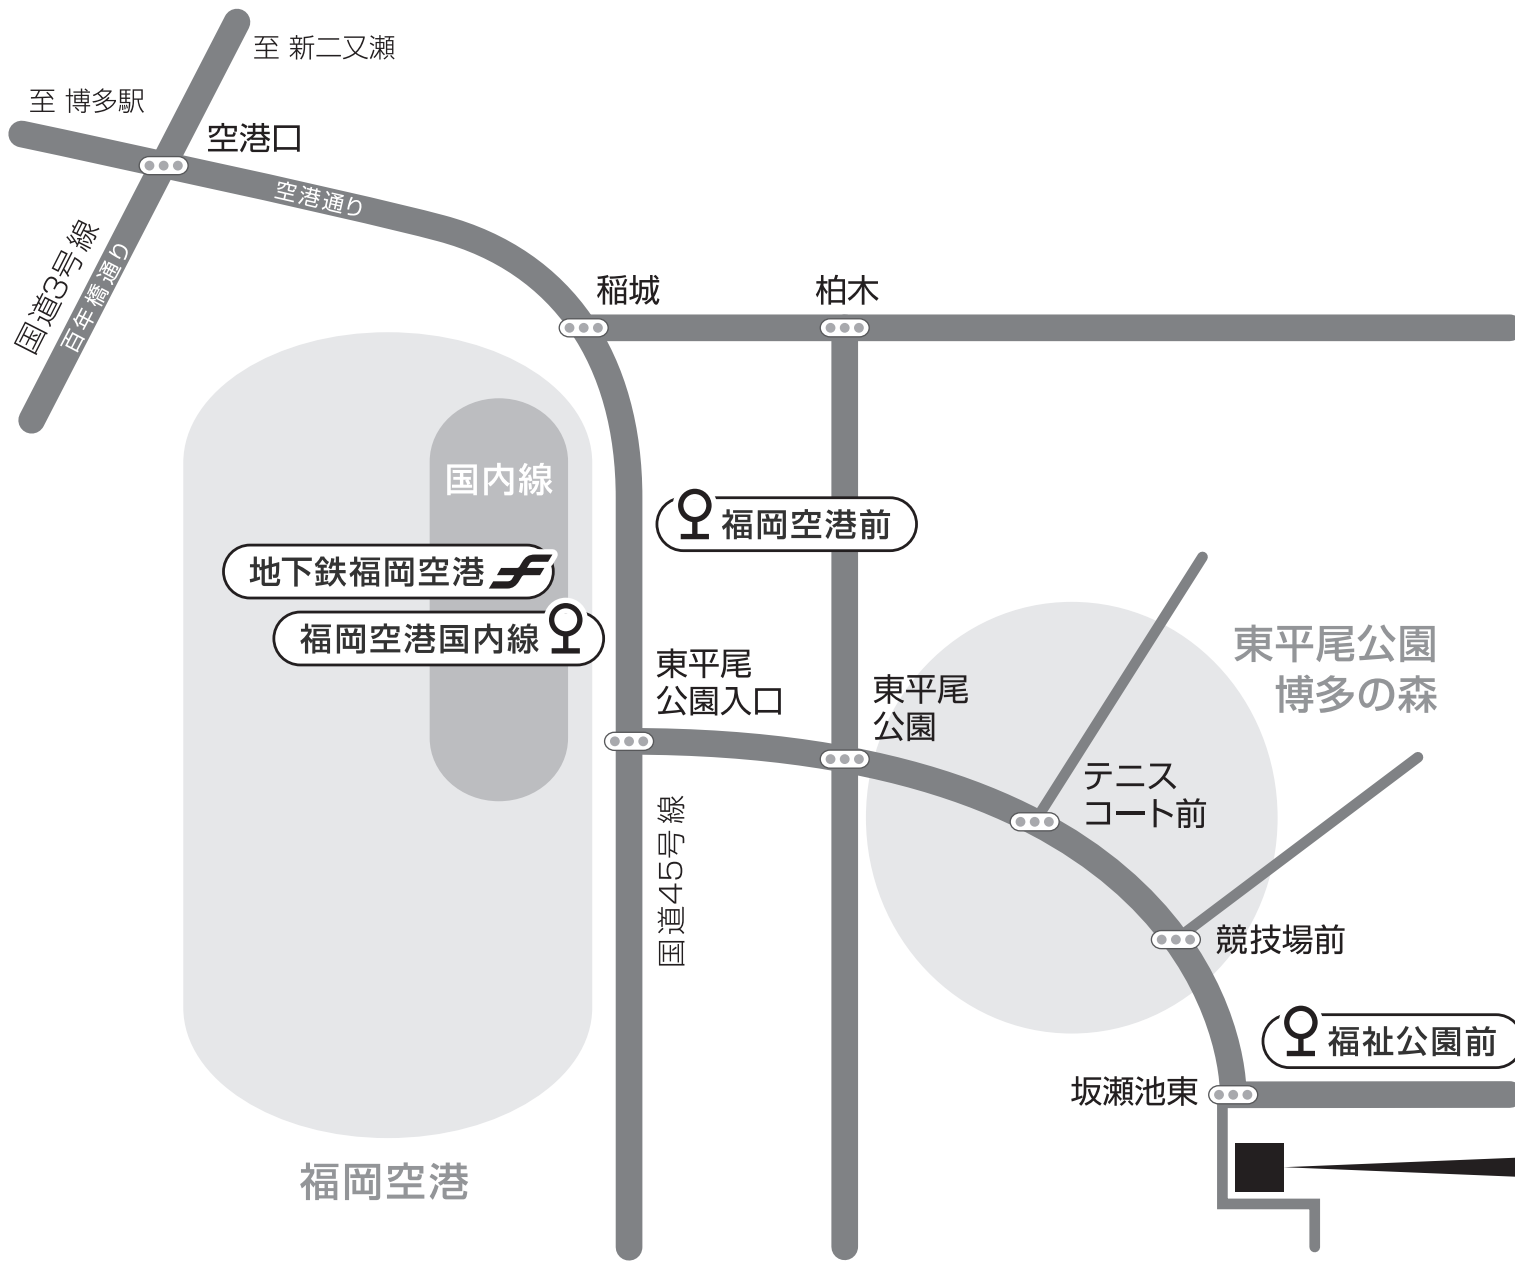 至 新二又瀬
至 博多駅
空港口
空港通り
国道3号線
百年橋通り
稲城
柏木
国内線
福岡空港前
地下鉄福岡空港
福岡空港国内線
東平尾
公園入口
東平尾
公園
東平尾公園
博多の森
テニス
コート前
国道45号線
競技場前
福祉公園前
坂瀬池東
福岡空港